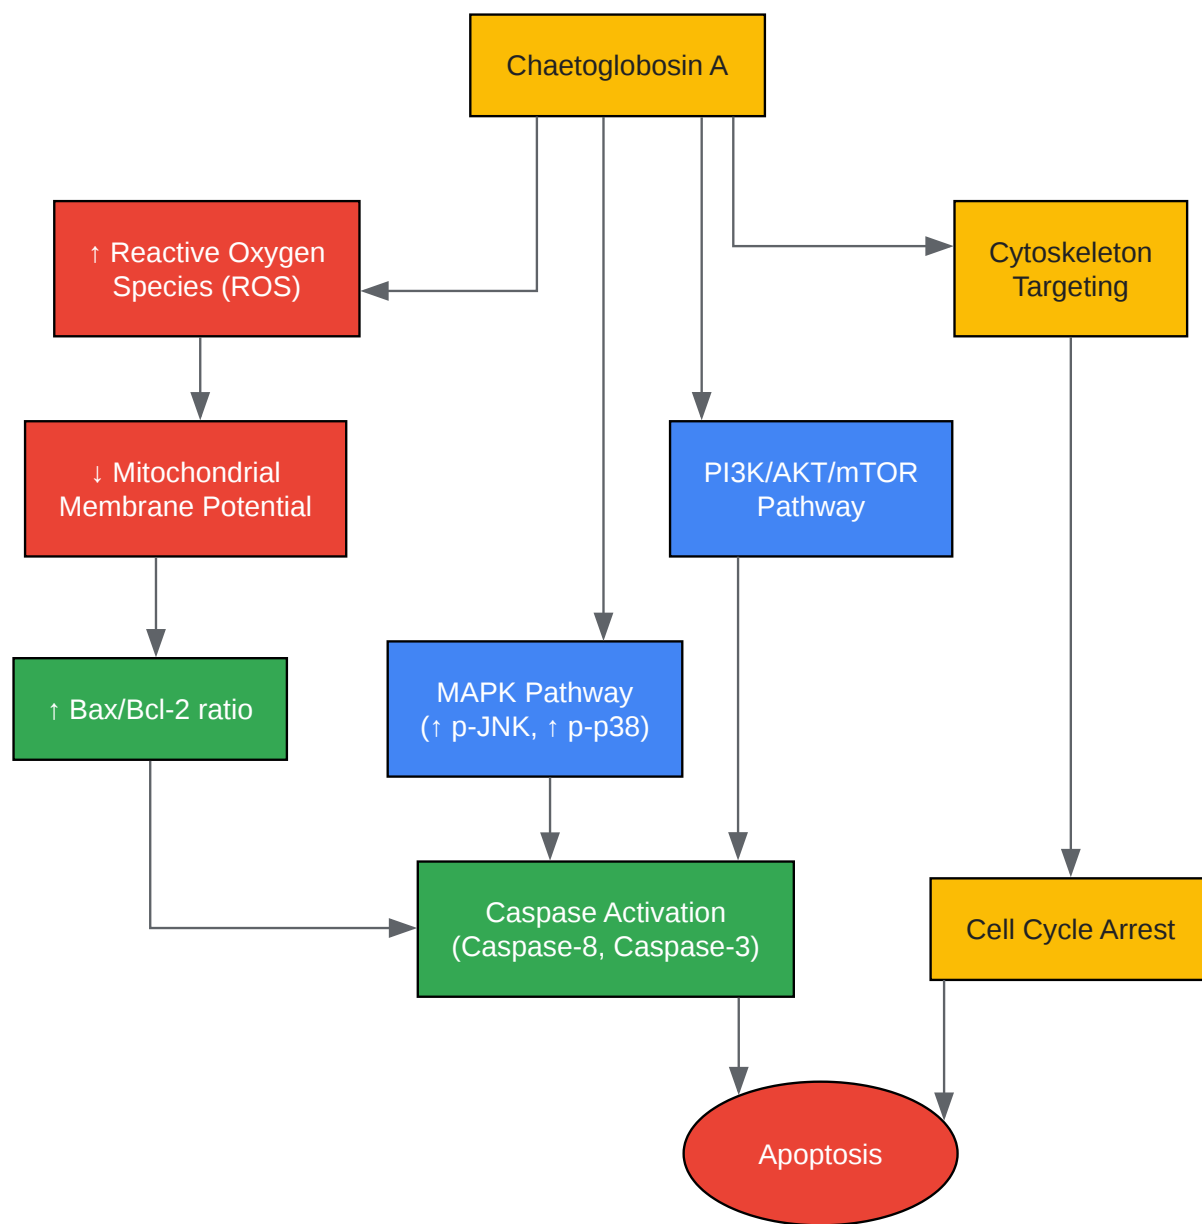 Chaetoglobosin A
↑ Reactive Oxygen
Species (ROS)
Cytoskeleton
Targeting
↓ Mitochondrial
Membrane Potential
PI3K/AKT/mTOR
Pathway
↑ Bax/Bcl-2 ratio
MAPK Pathway
(↑ p-JNK, ↑ p-p38)
Caspase Activation
(Caspase-8, Caspase-3)
Cell Cycle Arrest
Apoptosis